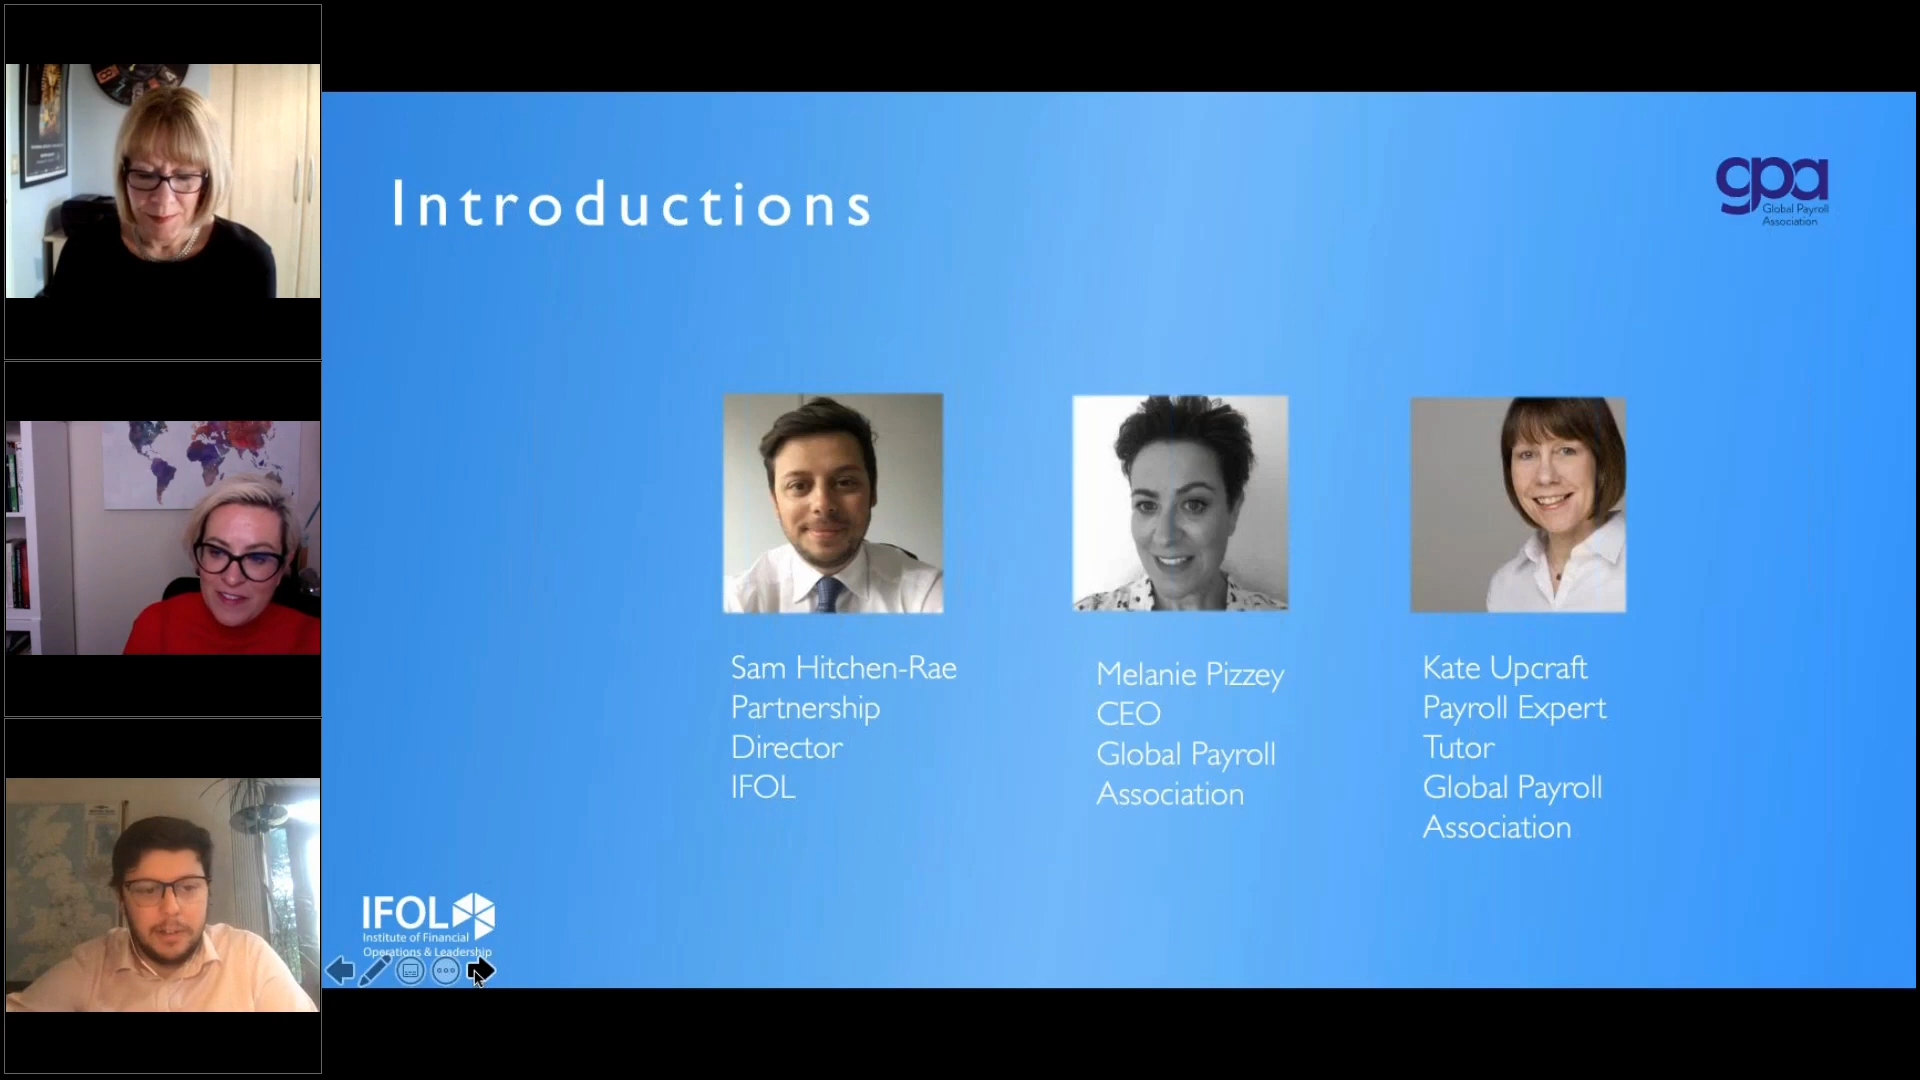 Introductions
gpa
Global Payroll
Association
Sam Hitchen-Rae
Partnership
Director
IFOL
Melanie Pizzey
CEO
Global Payroll
Association
Kate Upcraft
Payroll Expert
Tutor
Global Payroll
Association
IFOL
Institute of Financial
Operations & Leadership